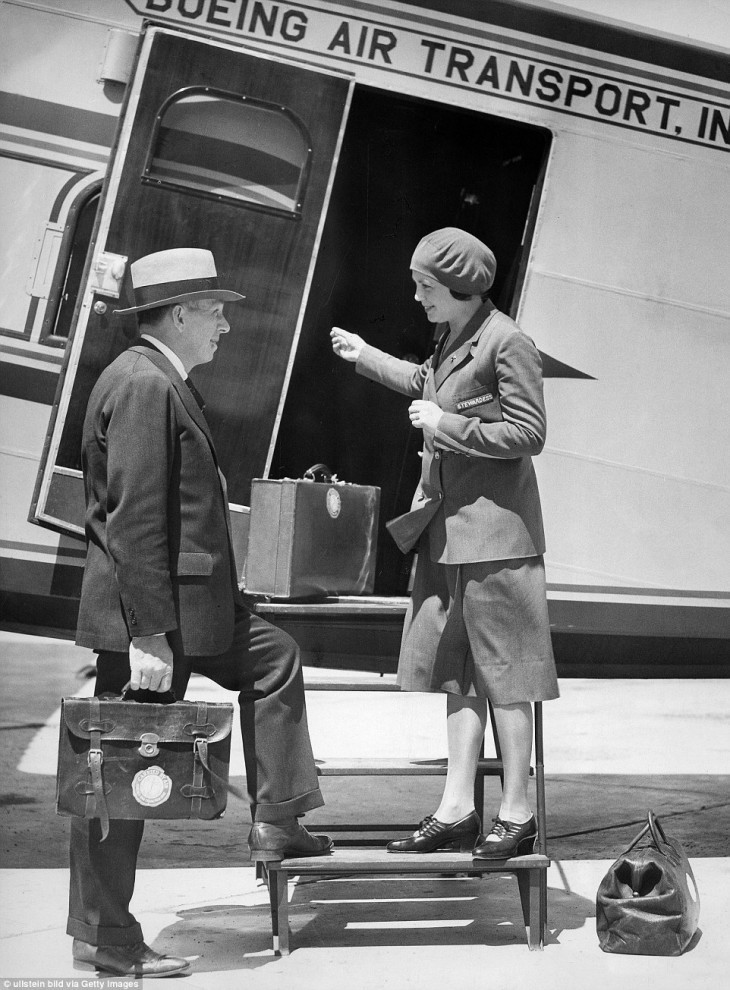 BOEING AIR TRANSPORT, IN
STEWARDESS
© ullstein bild via Getty Images